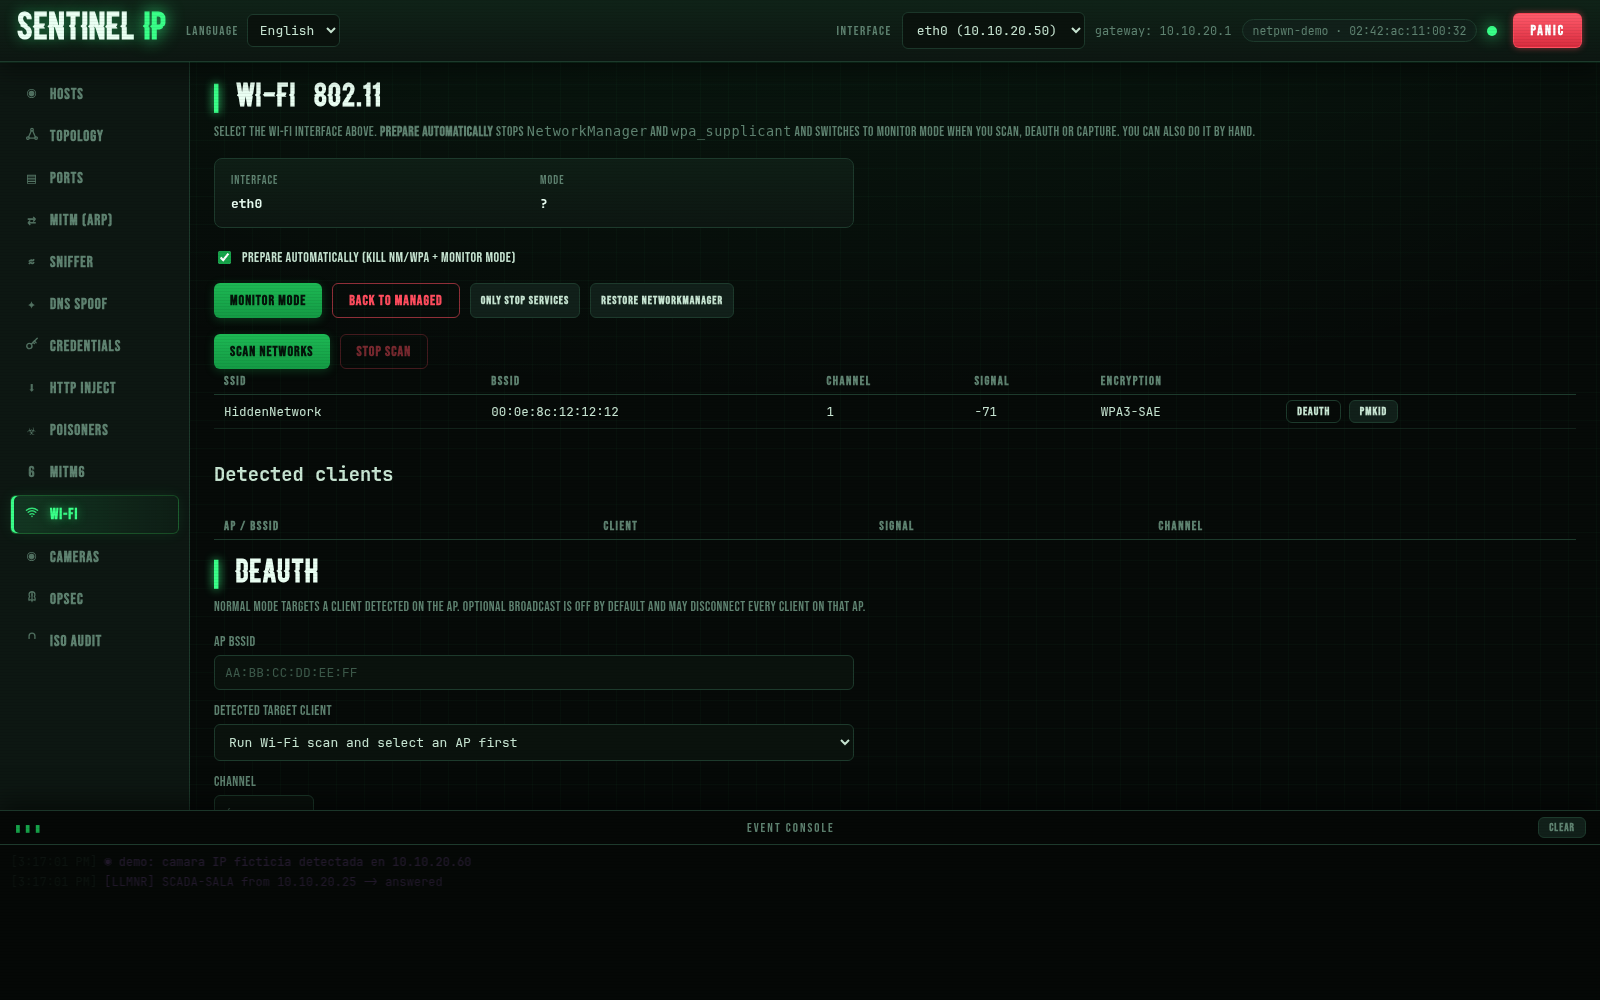 SENTINEL IP
LANGUAGE
English
INTERFACE
eth0 (10.10.20.50)
gateway: 10.10.20.1
netpwn-demo · 02:42:ac:11:00:32
PANIC
HOSTS
TOPOLOGY
PORTS
MITM (ARP)
SNIFFER
DNS SPOOF
CREDENTIALS
HTTP INJECT
POISONERS
6 MITM6
WI-FI
CAMERAS
OPSEC
ISO AUDIT
WI-FI 802.11
SELECT THE WI-FI INTERFACE ABOVE. PREPARE AUTOMATICALLY STOPS NetworkManager AND wpa_supplicant AND SWITCHES TO MONITOR MODE WHEN YOU SCAN, DEAUTH OR CAPTURE. YOU CAN ALSO DO IT BY HAND.
INTERFACE MODE
eth0 ?
PREPARE AUTOMATICALLY (KILL NM/WPA + MONITOR MODE)
MONITOR MODE BACK TO MANAGED ONLY STOP SERVICES RESTORE NETWORKMANAGER
SCAN NETWORKS STOP SCAN
SSID BSSID CHANNEL SIGNAL ENCRYPTION
HiddenNetwork 00:0e:8c:12:12:12 1 -71 WPA3-SAE DEAUTH PMKID
Detected clients
AP / BSSID CLIENT SIGNAL CHANNEL
DEAUTH
NORMAL MODE TARGETS A CLIENT DETECTED ON THE AP. OPTIONAL BROADCAST IS OFF BY DEFAULT AND MAY DISCONNECT EVERY CLIENT ON THAT AP.
AP BSSID
AA:BB:CC:DD:EE:FF
DETECTED TARGET CLIENT
Run Wi-Fi scan and select an AP first
CHANNEL
EVENT CONSOLE
CLEAR
[3:17:01 PM] demo: camara IP ficticia detectada en 10.10.20.60
[3:17:01 PM] [LLMNR] SCADA-SALA from 10.10.20.25 → answered